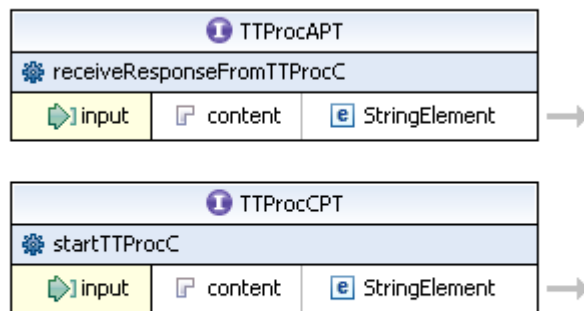 TTProcAPT
receiveResponseFromTTProcC
input content StringElement
TTProcCPT
startTTProcC
input content StringElement